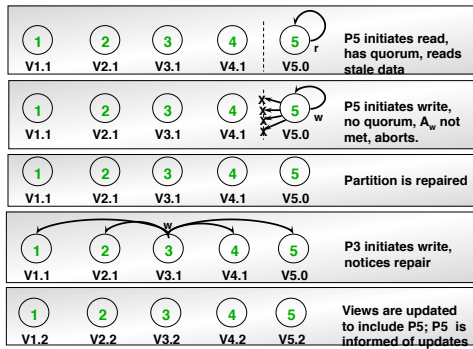 1 2 3 4 5
r
V1.1 V2.1 V3.1 V4.1 V5.0
P5 initiates read,
has quorum, reads
stale data
1 2 3 4 5
X
X
X
X
w
V1.1 V2.1 V3.1 V4.1 V5.0
P5 initiates write,
no quorum, Aw not
met, aborts.
1 2 3 4 5
V1.1 V2.1 V3.1 V4.1 V5.0
Partition is repaired
w
1 2 3 4 5
V1.1 V2.1 V3.1 V4.1 V5.0
P3 initiates write,
notices repair
1 2 3 4 5
V1.2 V2.2 V3.2 V4.2 V5.2
Views are updated
to include P5; P5 is
informed of updates